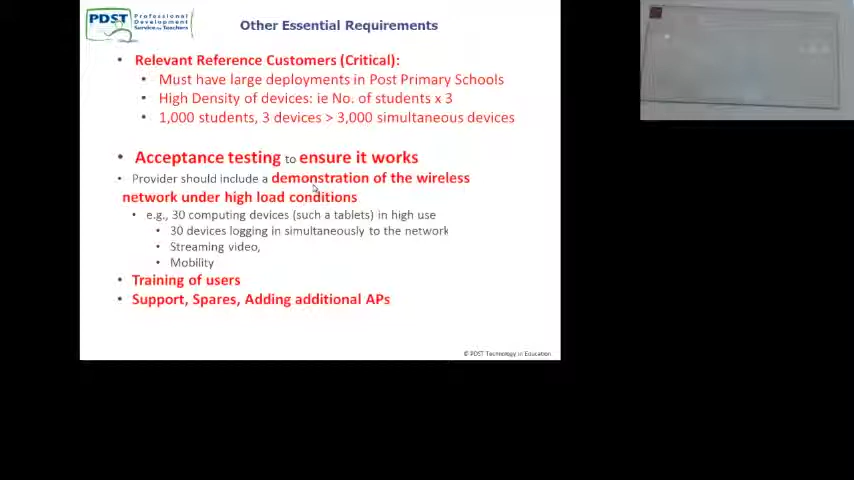 PDST Professional
Development
Service for Teachers
Other Essential Requirements
• Relevant Reference Customers (Critical):
• Must have large deployments in Post Primary Schools
• High Density of devices: ie No. of students x 3
• 1,000 students, 3 devices > 3,000 simultaneous devices
• Acceptance testing to ensure it works
• Provider should include a demonstration of the wireless
network under high load conditions
• e.g., 30 computing devices (such a tablets) in high use
• 30 devices logging in simultaneously to the network
• Streaming video,
• Mobility
• Training of users
• Support, Spares, Adding additional APs
© PDST Technology in Education